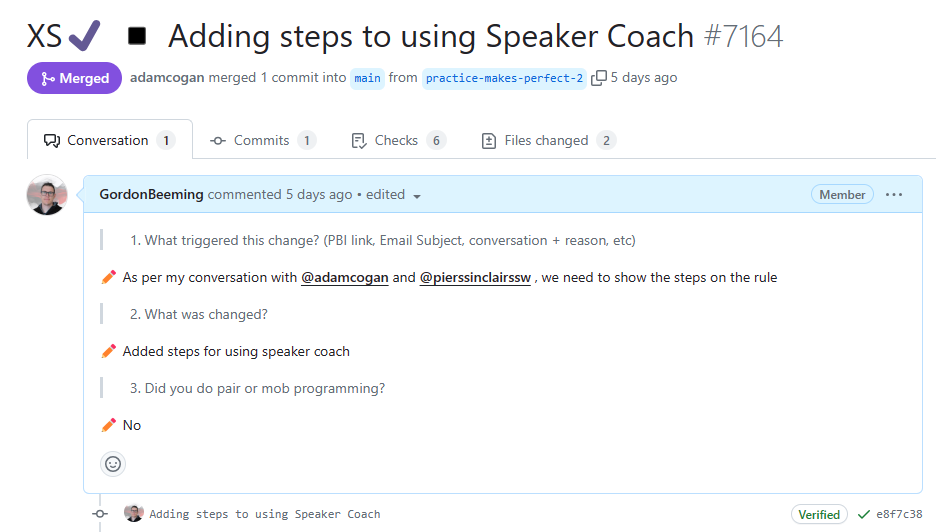 XS✔ ◼ Adding steps to using Speaker Coach #7164
Merged adamcogan merged 1 commit into main from practice-makes-perfect-2 5 days ago
Conversation 1 Commits 1 Checks 6 Files changed 2
GordonBeeming commented 5 days ago • edited Member ...
1. What triggered this change? (PBI link, Email Subject, conversation + reason, etc)
As per my conversation with @adamcogan and @pierssinclairssw , we need to show the steps on the rule
2. What was changed?
Added steps for using speaker coach
3. Did you do pair or mob programming?
No
Adding steps to using Speaker Coach Verified ✓ e8f7c38